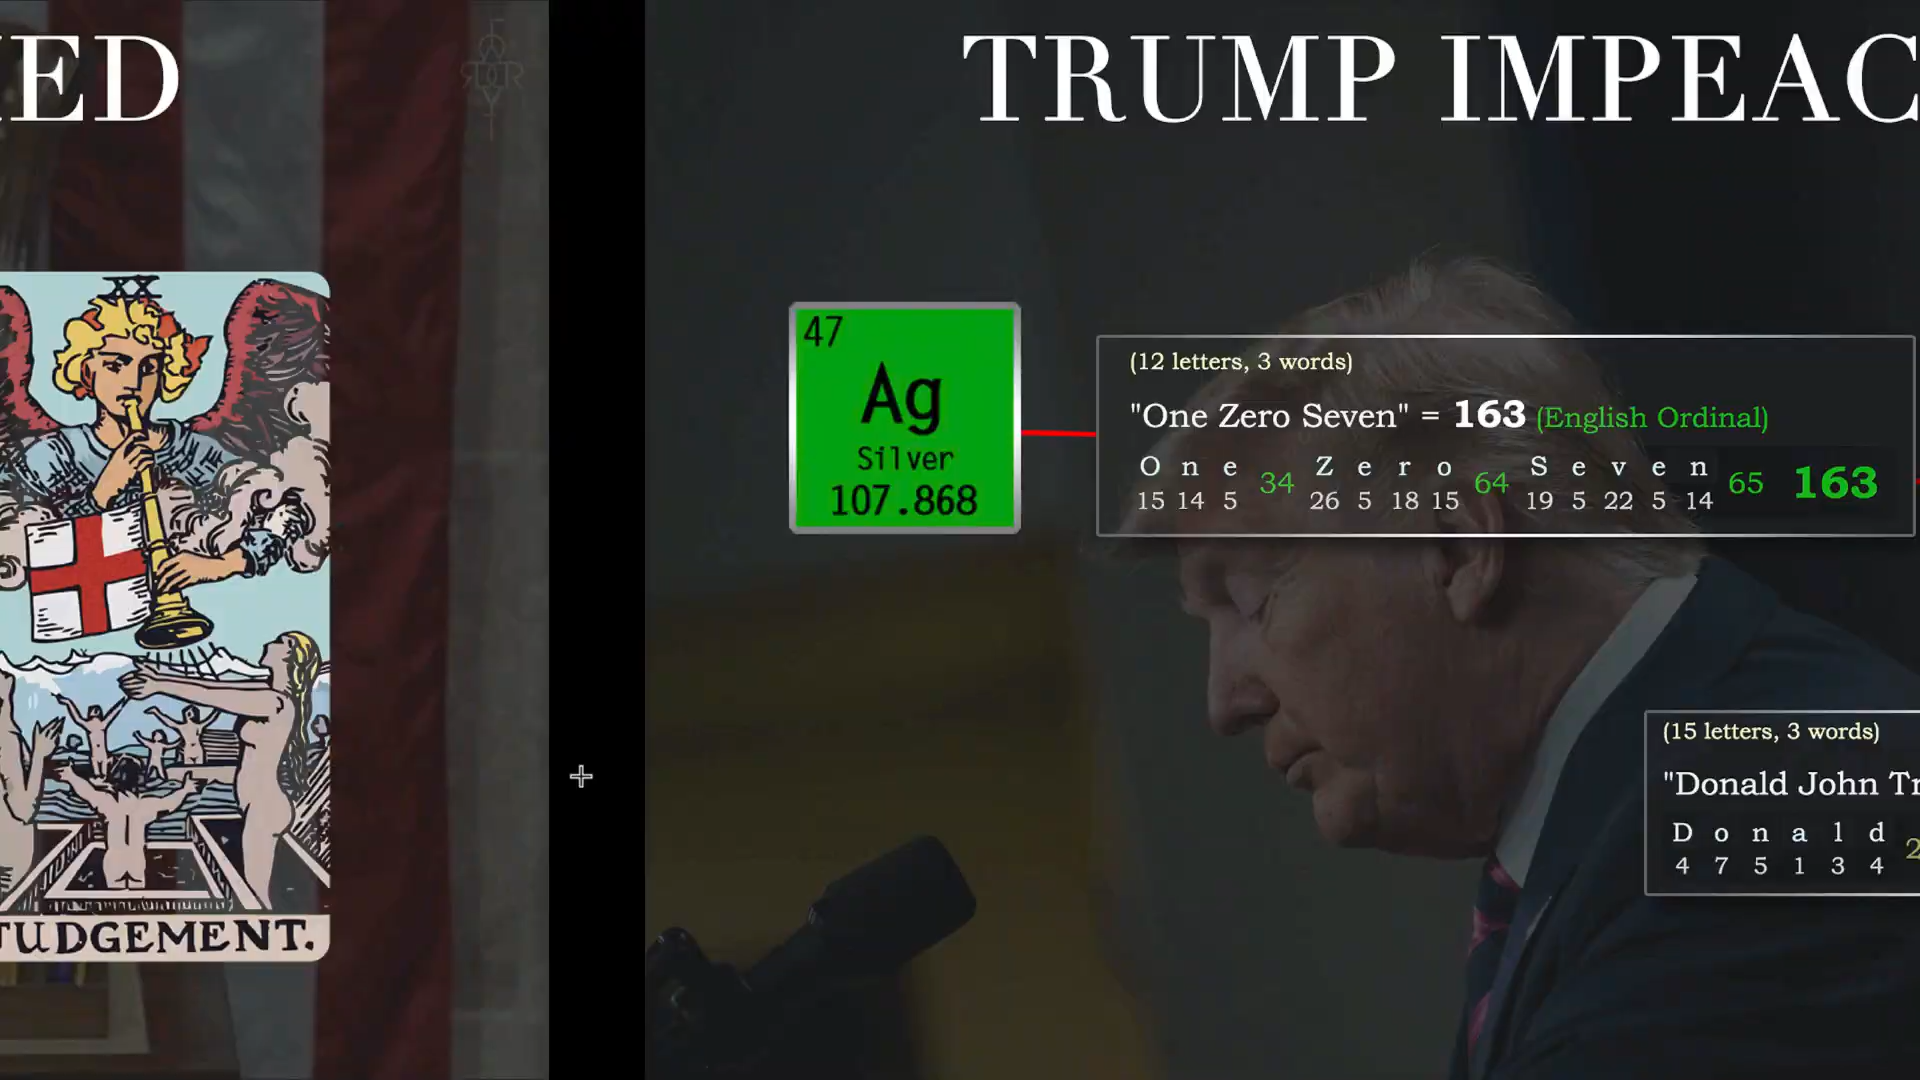 IED
TRUMP IMPEAC
XX
JUDGEMENT.
47
Ag
Silver
107.868
(12 letters, 3 words)
"One Zero Seven" = 163 (English Ordinal)
O n e 34 Z e r o 64 S e v e n 65 163
15 14 5 26 5 18 15 19 5 22 5 14
(15 letters, 3 words)
"Donald John Tr
D o n a l d 2
4 7 5 1 3 4